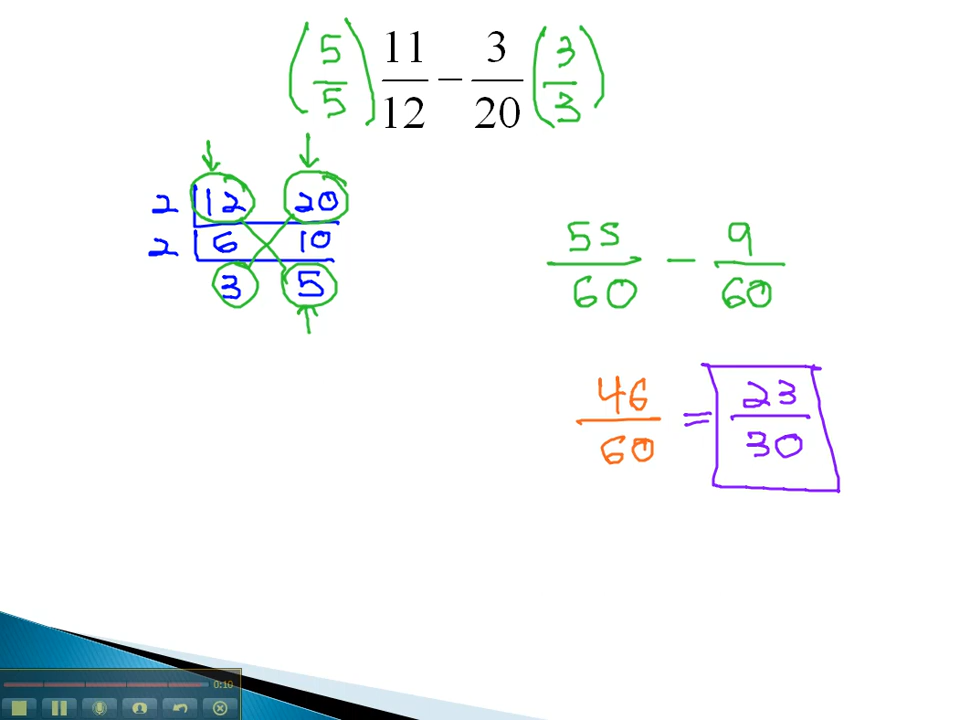 (5/5) 11/12 − 3/20 (3/3)
2 | 12 20
2 | 6 10
3 5
55/60 − 9/60
46/60 = 23/30
0:10